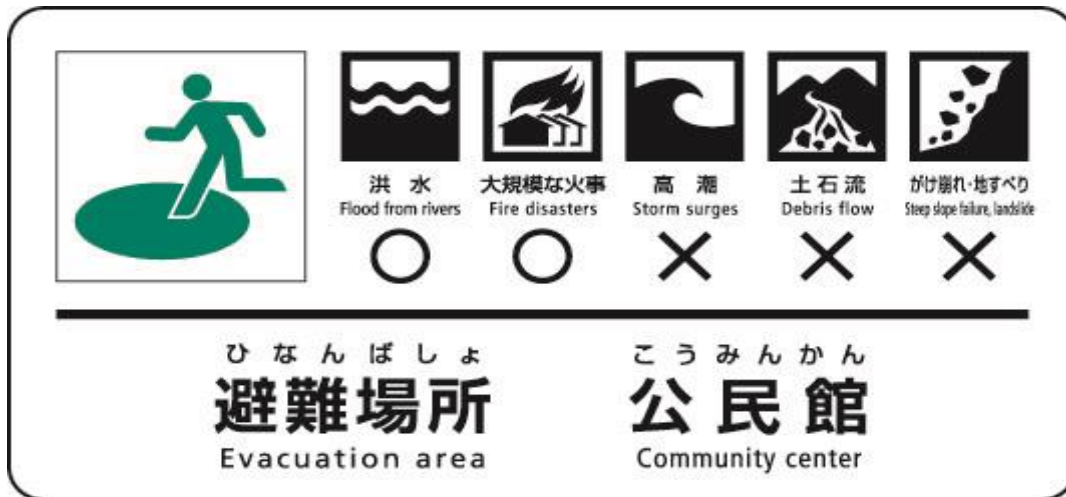 洪水 大規模な火事 高潮 土石流 がけ崩れ・地すべり
Flood from rivers Fire disasters Storm surges Debris flow Steep slope failure, landslide
○ ○ × × ×
ひなんばしょ こうみんかん
避難場所 公民館
Evacuation area Community center